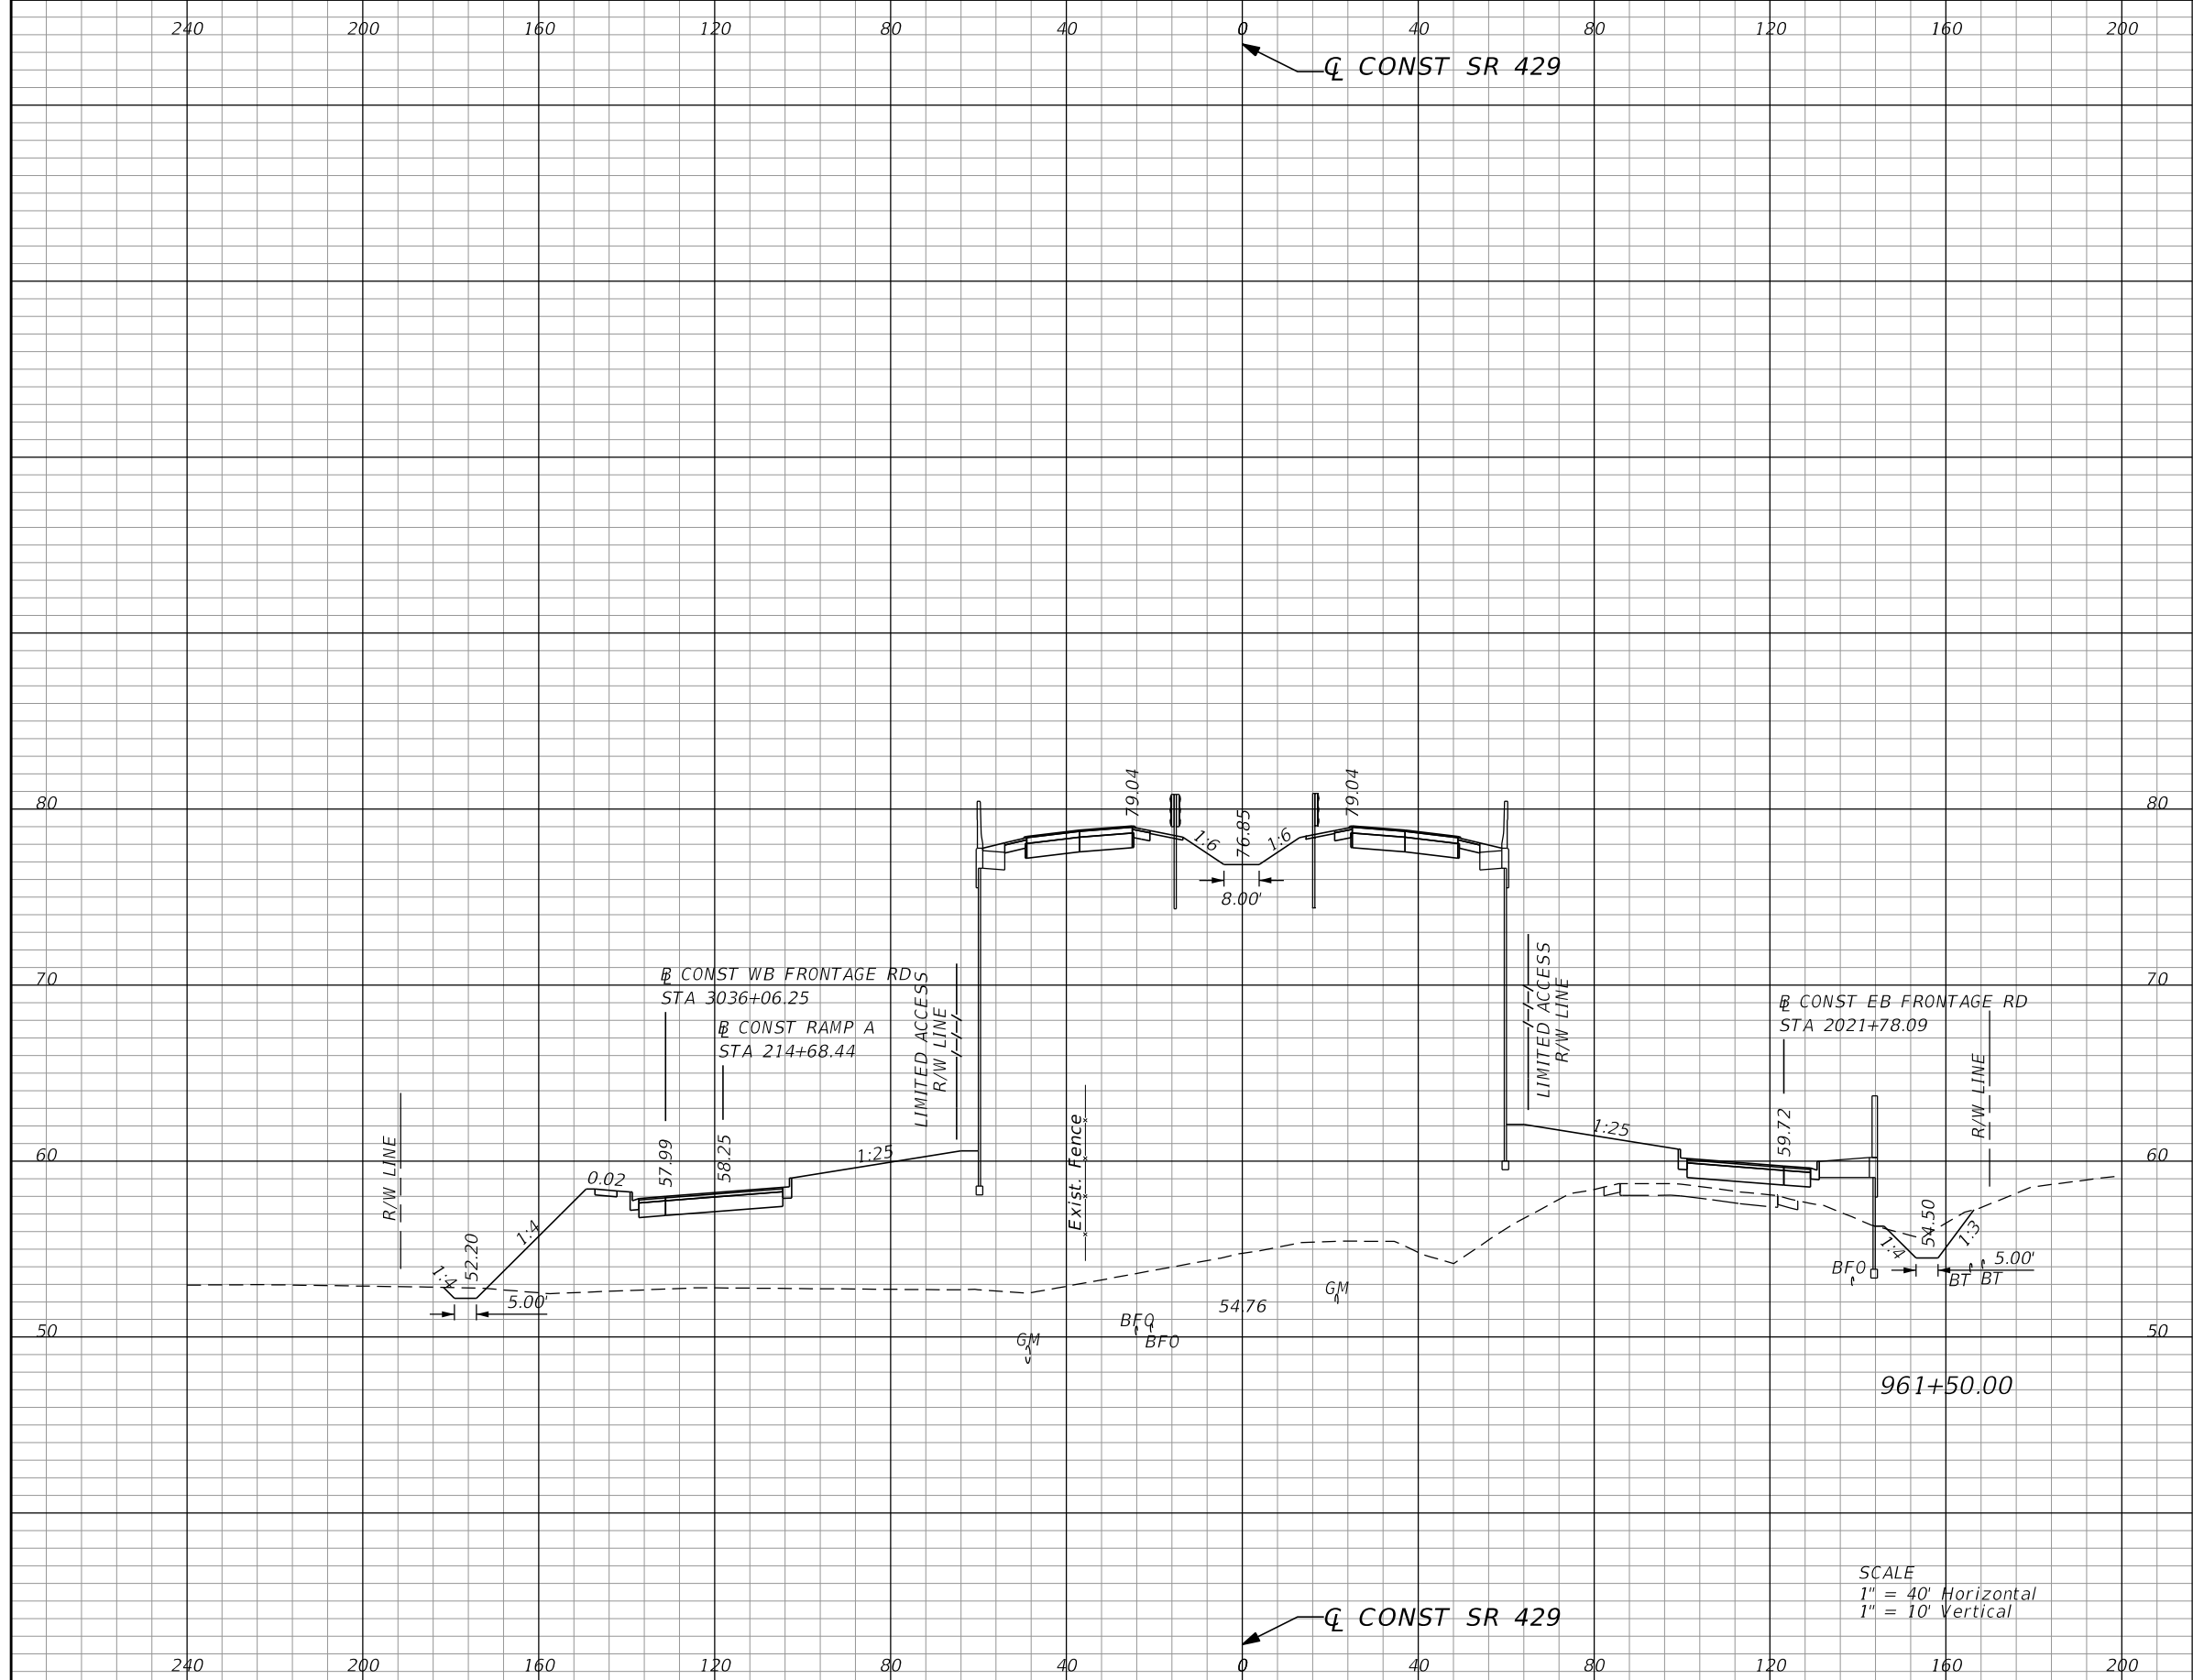 240 200 160 120 80 40 0 40 80 120 160 200
℄ CONST SR 429
79.04
79.04
80
76.85
80
1:6
1:6
8.00'
70
70
℄ CONST WB FRONTAGE RD
STA 3036+06.25
℄ CONST RAMP A
STA 214+68.44
LIMITED ACCESS
R/W LINE
LIMITED ACCESS
R/W LINE
℄ CONST EB FRONTAGE RD
STA 2021+78.09
R/W LINE
R/W LINE
Exist. Fence
60
60
57.99
58.25
59.72
1:25
1:25
0.02
1:4
1:4
52.20
5.00'
54.50
1:4
1:3
5.00'
BFO
BT
BT
GM
54.76
BFO
BFO
GM
50
50
961+50.00
SCALE
1" = 40' Horizontal
1" = 10' Vertical
℄ CONST SR 429
240 200 160 120 80 40 0 40 80 120 160 200